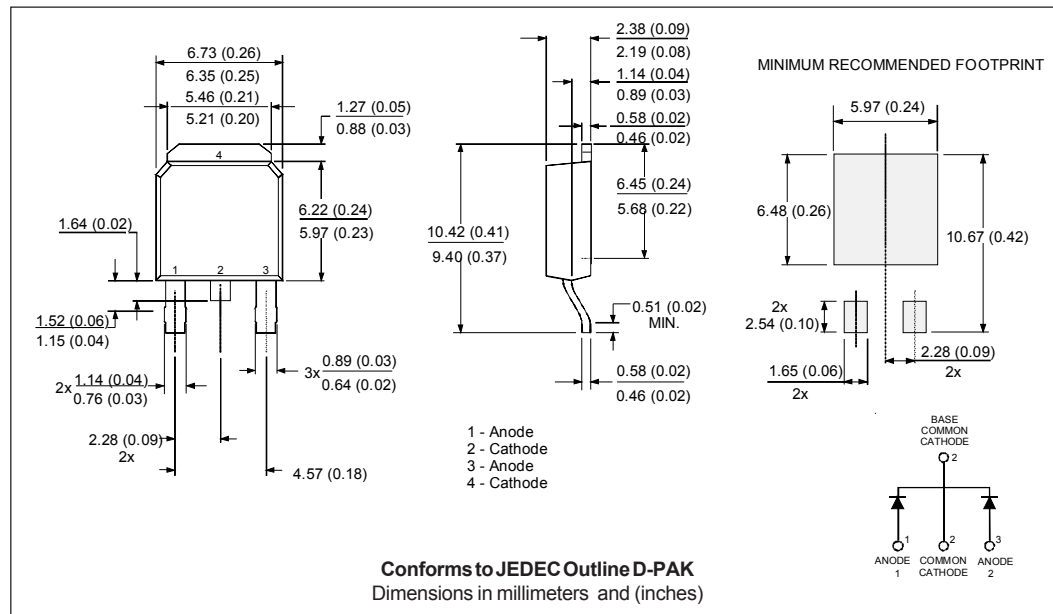 6.73 (0.26)
6.35 (0.25)
5.46 (0.21)
5.21 (0.20)
1.27 (0.05)
0.88 (0.03)
4
1.64 (0.02)
6.22 (0.24)
5.97 (0.23)
1 2 3
1.52 (0.06)
1.15 (0.04)
2x 1.14 (0.04)
0.76 (0.03)
3x 0.89 (0.03)
0.64 (0.02)
2.28 (0.09)
2x
4.57 (0.18)
2.38 (0.09)
2.19 (0.08)
1.14 (0.04)
0.89 (0.03)
0.58 (0.02)
0.46 (0.02)
6.45 (0.24)
5.68 (0.22)
10.42 (0.41)
9.40 (0.37)
0.51 (0.02)
MIN.
0.58 (0.02)
0.46 (0.02)
1 - Anode
2 - Cathode
3 - Anode
4 - Cathode
MINIMUM RECOMMENDED FOOTPRINT
5.97 (0.24)
6.48 (0.26)
10.67 (0.42)
2x
2.54 (0.10)
2.28 (0.09)
2x
1.65 (0.06)
2x
BASE
COMMON
CATHODE
2
1 2 3
ANODE COMMON ANODE
1 CATHODE 2
Conforms to JEDEC Outline D-PAK
Dimensions in millimeters and (inches)